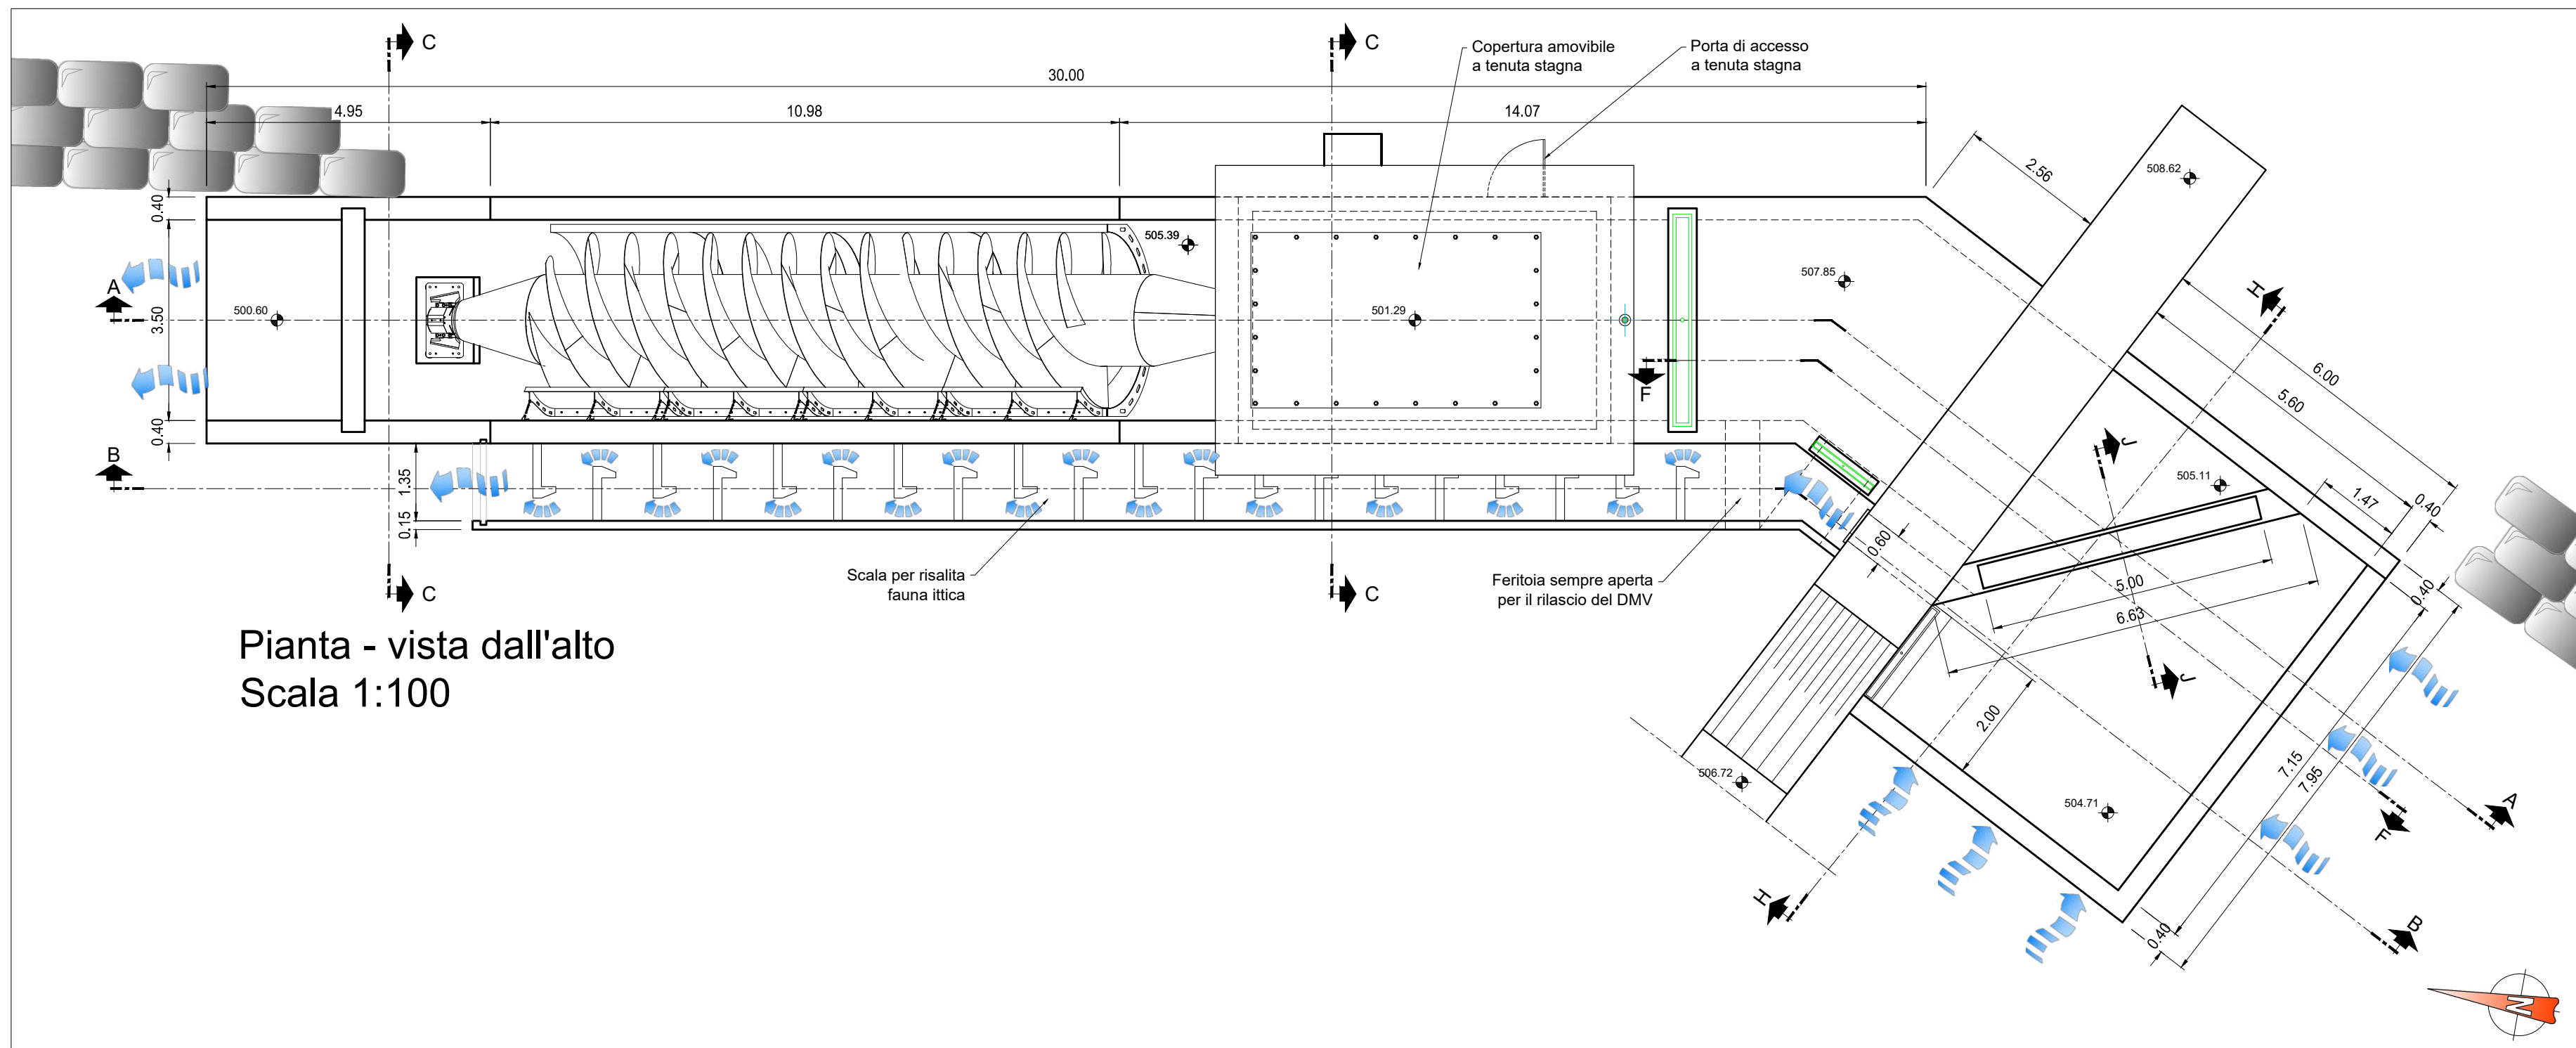 C
C
Copertura amovibile
a tenuta stagna
Porta di accesso
a tenuta stagna
30.00
4.95
10.98
14.07
2.56
508.62
0.40
505.39
507.85
A
3.50
500.60
501.29
H
6.00
5.60
F
0.40
B
1.35
0.15
J
505.11
1.47
0.40
0.60
5.00
6.63
0.40
Scala per risalita
fauna ittica
Feritoia sempre aperta
per il rilascio del DMV
C
C
Pianta - vista dall'alto
Scala 1:100
J
2.00
506.72
7.15
7.95
504.71
A
F
H
B
0.40
N